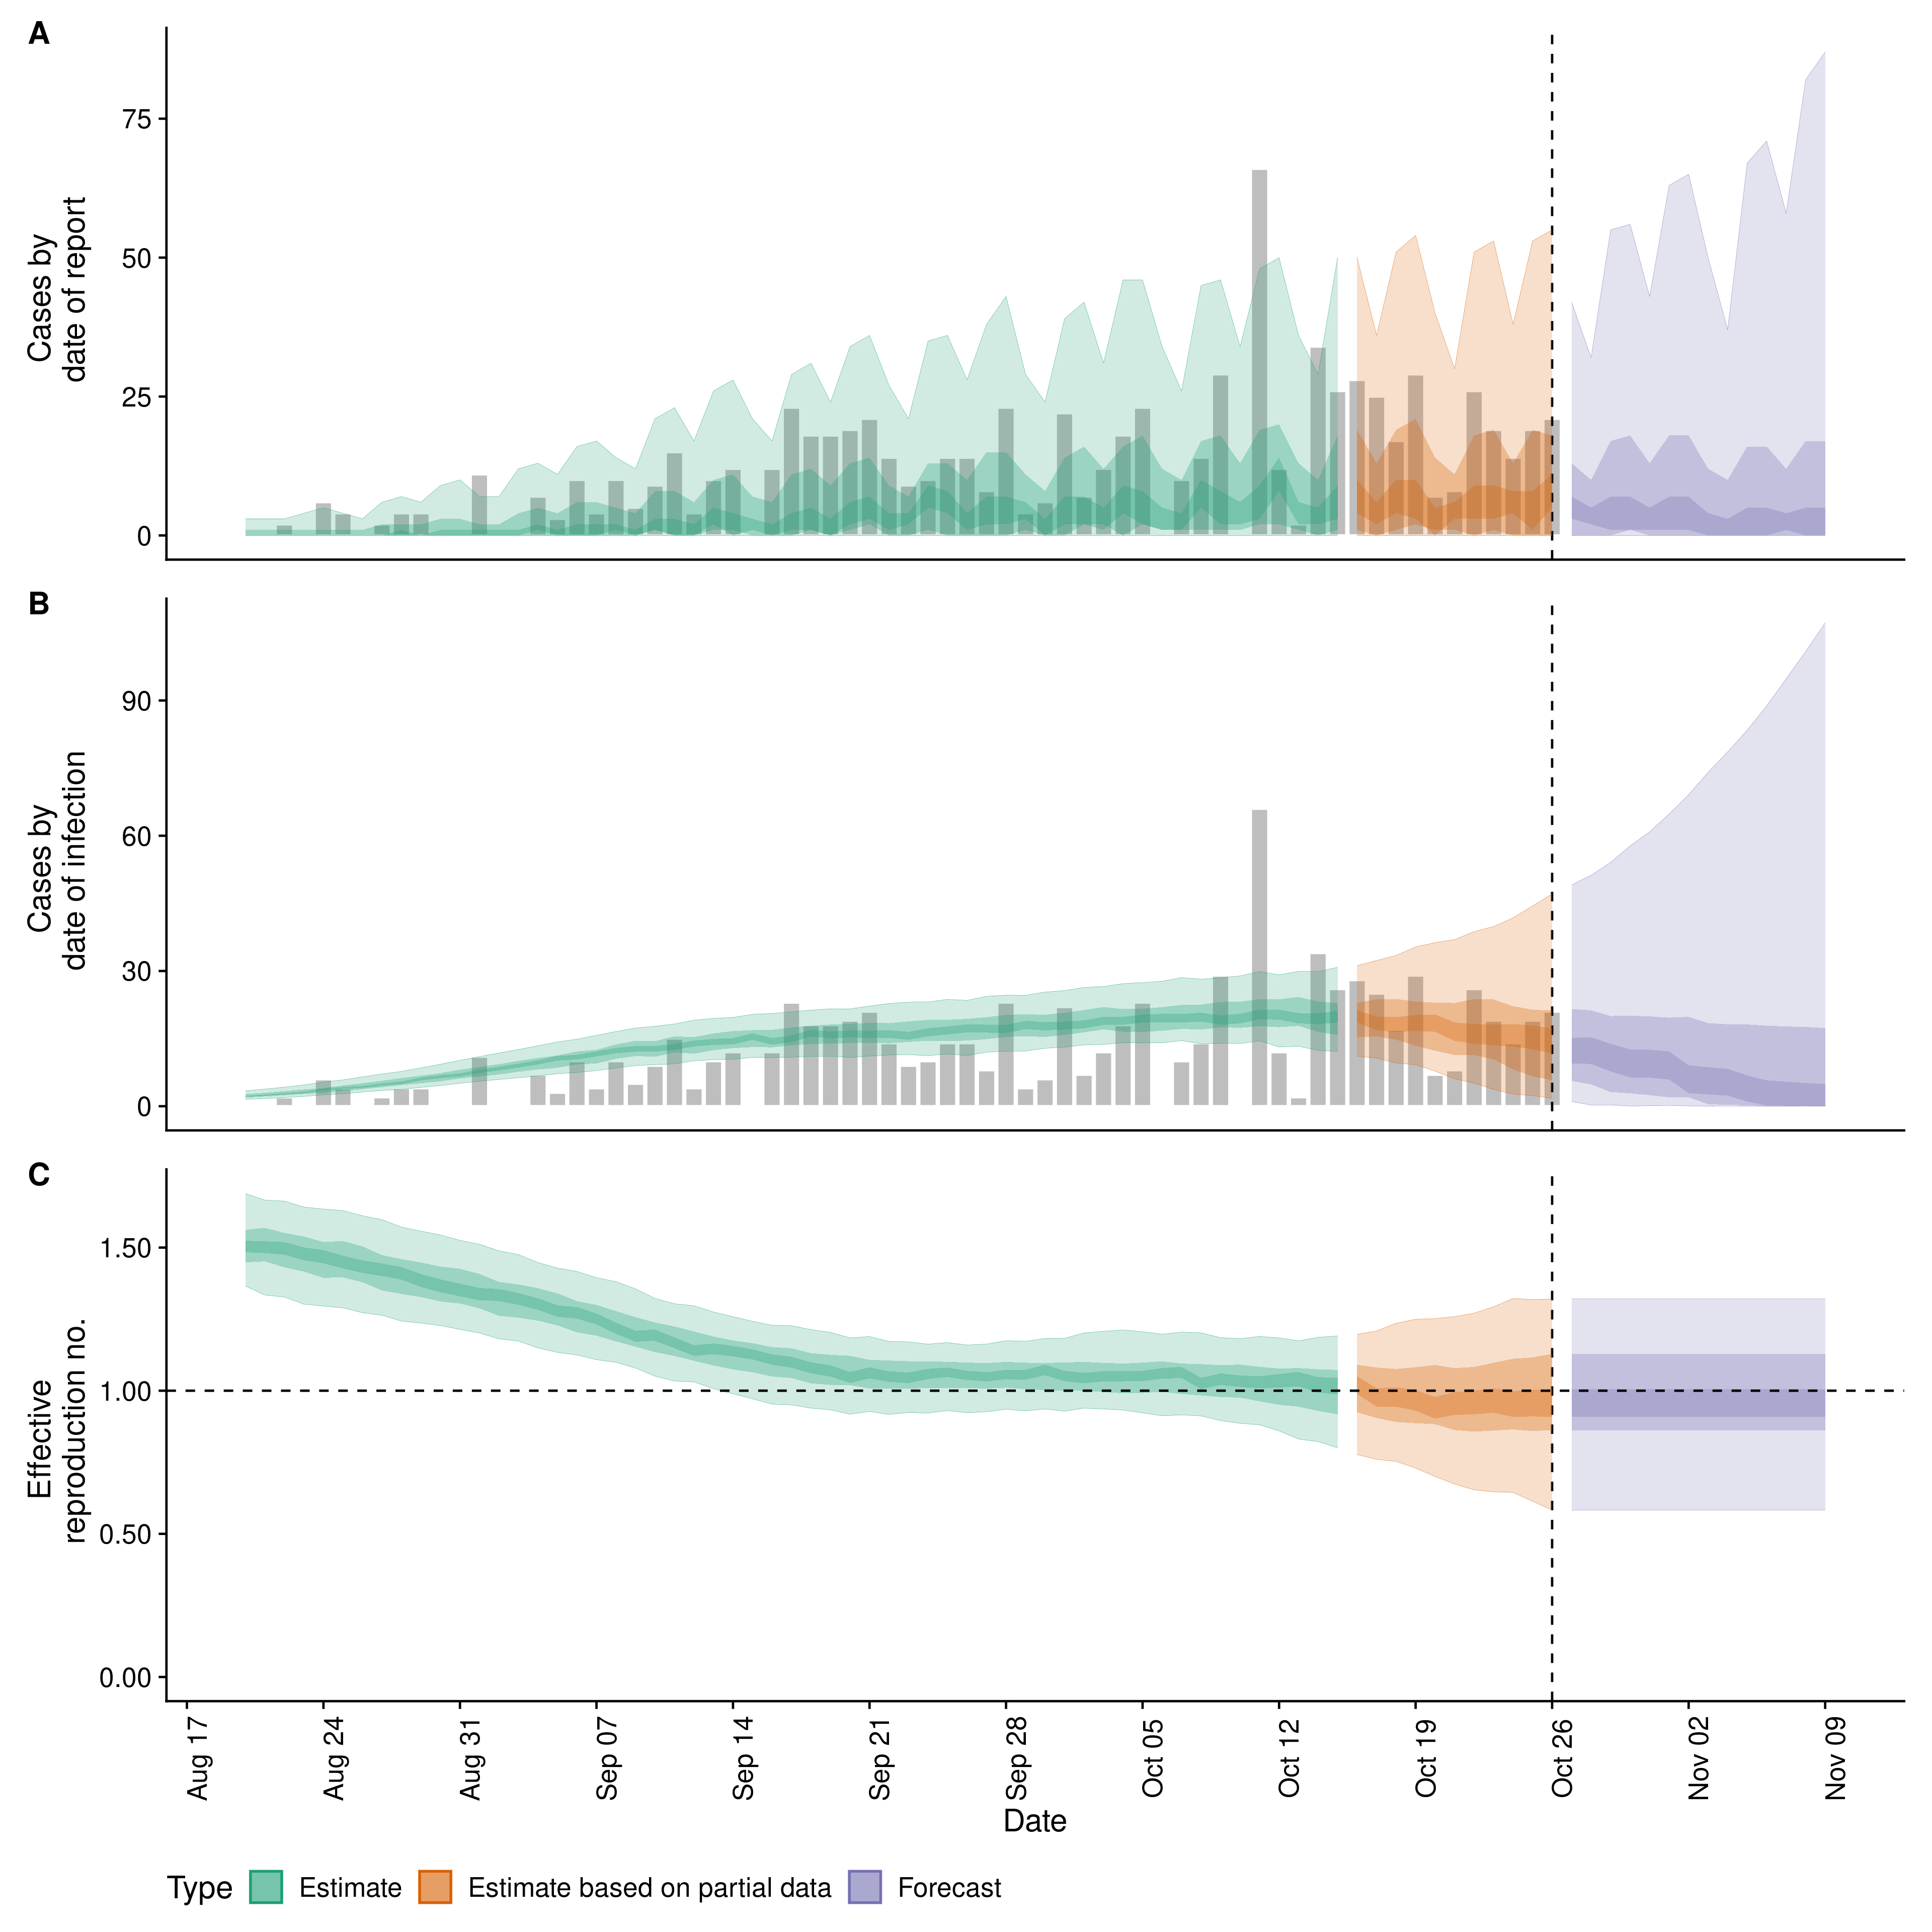 A
Cases by
date of report
75
50
25
0
B
Cases by
date of infection
90
60
30
0
C
Effective
reproduction no.
1.50
1.00
0.50
0.00
Aug 17
Aug 24
Aug 31
Sep 07
Sep 14
Sep 21
Sep 28
Oct 05
Oct 12
Oct 19
Oct 26
Nov 02
Nov 09
Date
Type Estimate Estimate based on partial data Forecast